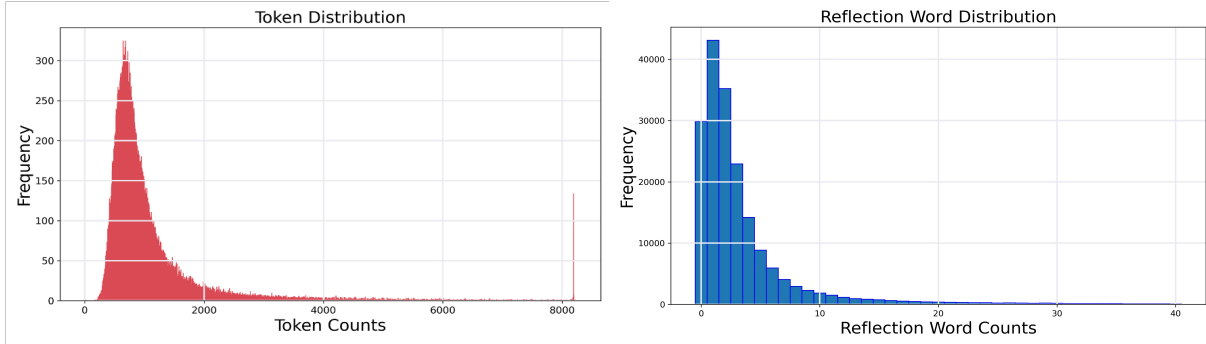 Token Distribution
Frequency
300
250
200
150
100
50
0
0 2000 4000 6000 8000
Token Counts
Reflection Word Distribution
Frequency
40000
30000
20000
10000
0
0 10 20 30 40
Reflection Word Counts